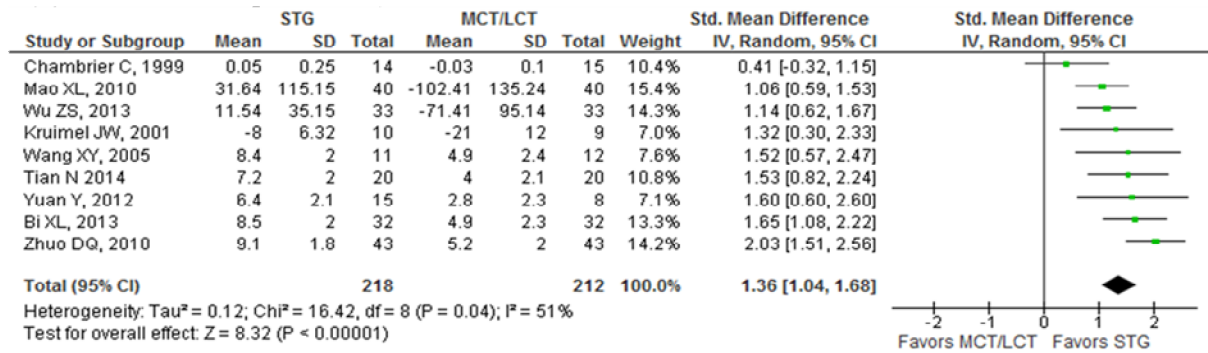 STG MCT/LCT Std. Mean Difference Std. Mean Difference
Study or Subgroup Mean SD Total Mean SD Total Weight IV, Random, 95% CI IV, Random, 95% CI
Chambrier C, 1999 0.05 0.25 14 -0.03 0.1 15 10.4% 0.41 [-0.32, 1.15]
Mao XL, 2010 31.64 115.15 40 -102.41 135.24 40 15.4% 1.06 [0.59, 1.53]
Wu ZS, 2013 11.54 35.15 33 -71.41 95.14 33 14.3% 1.14 [0.62, 1.67]
Kruimel JW, 2001 -8 6.32 10 -21 12 9 7.0% 1.32 [0.30, 2.33]
Wang XY, 2005 8.4 2 11 4.9 2.4 12 7.6% 1.52 [0.57, 2.47]
Tian N 2014 7.2 2 20 4 2.1 20 10.8% 1.53 [0.82, 2.24]
Yuan Y, 2012 6.4 2.1 15 2.8 2.3 8 7.1% 1.60 [0.60, 2.60]
Bi XL, 2013 8.5 2 32 4.9 2.3 32 13.3% 1.65 [1.08, 2.22]
Zhuo DQ, 2010 9.1 1.8 43 5.2 2 43 14.2% 2.03 [1.51, 2.56]
Total (95% CI) 218 212 100.0% 1.36 [1.04, 1.68]
Heterogeneity: Tau² = 0.12; Chi² = 16.42, df = 8 (P = 0.04); I² = 51%
Test for overall effect: Z = 8.32 (P < 0.00001)
-2 -1 0 1 2
Favors MCT/LCT Favors STG